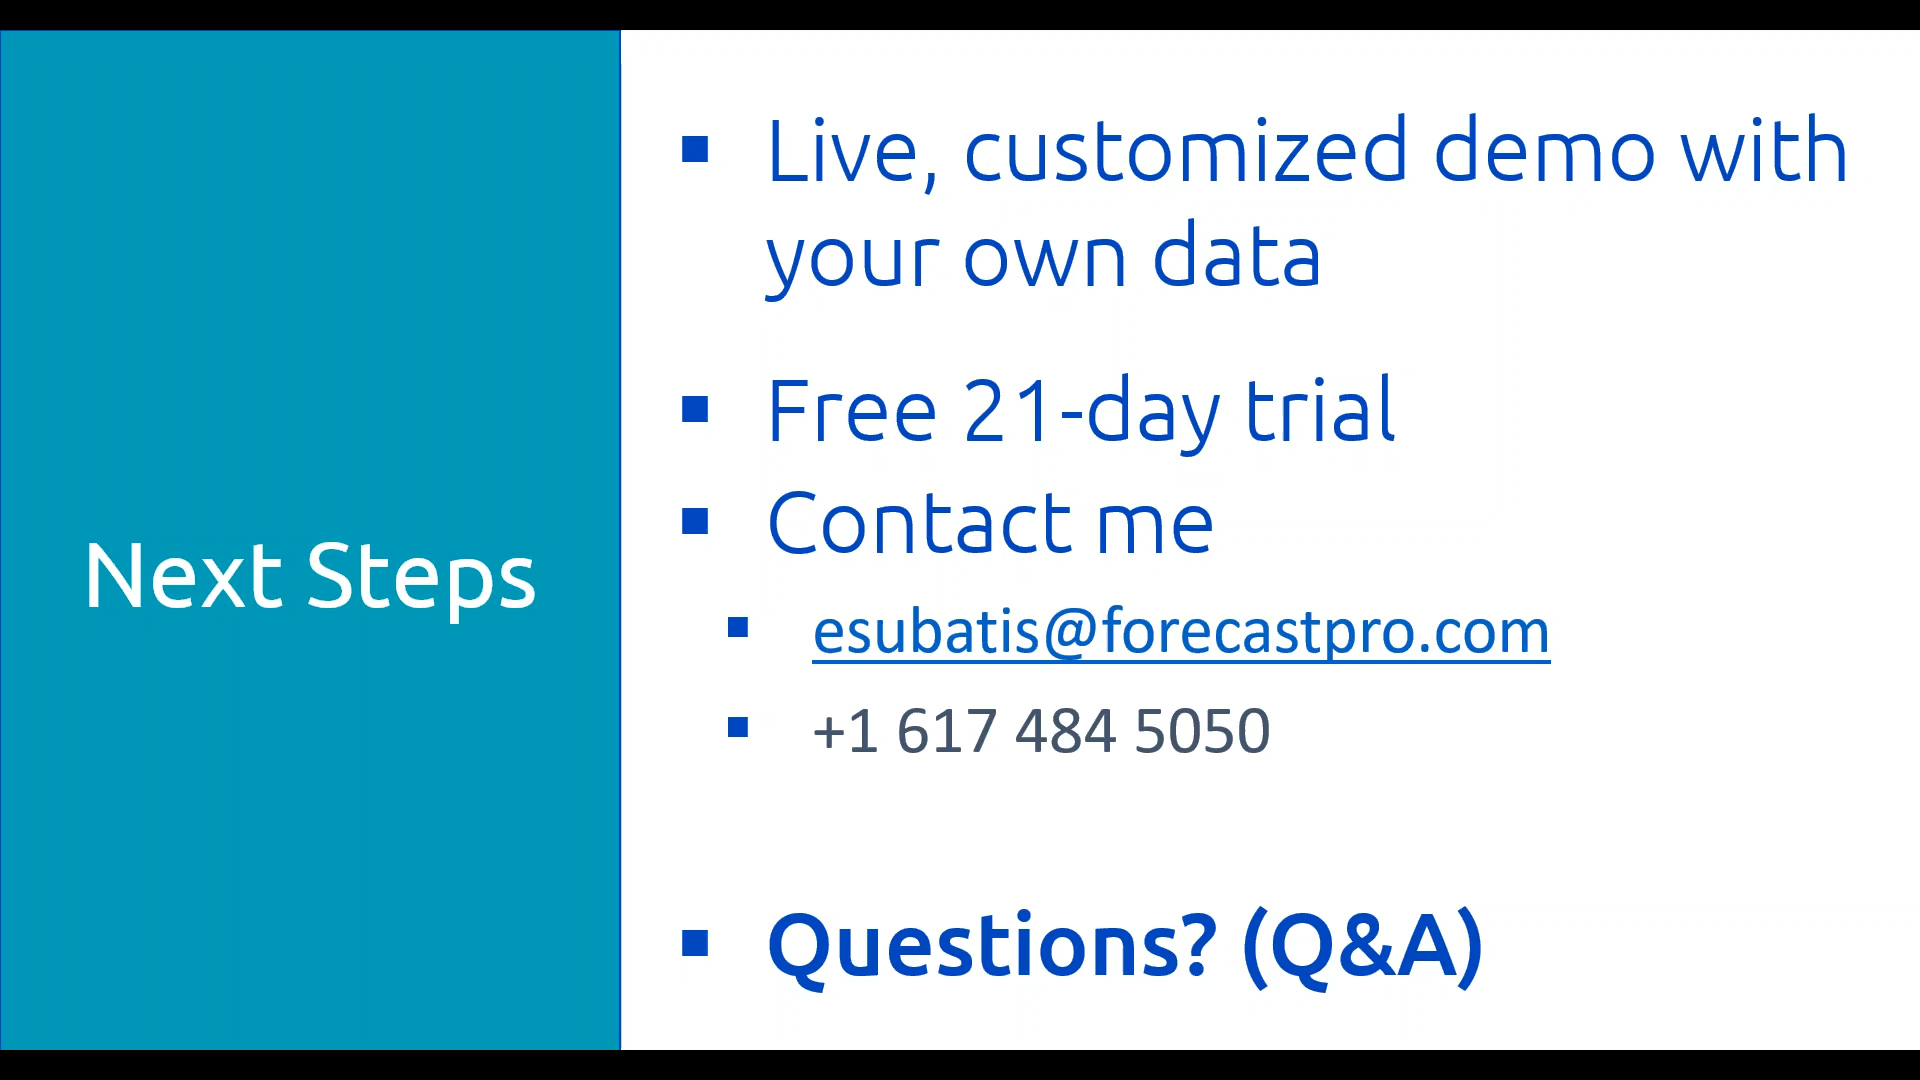 Next Steps
Live, customized demo with
your own data
Free 21-day trial
Contact me
esubatis@forecastpro.com
+1 617 484 5050
Questions? (Q&A)